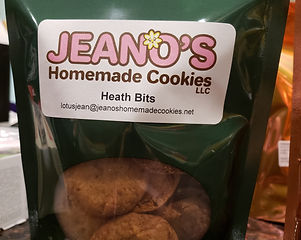 JEANO'S
Homemade Cookies
LLC
Heath Bits
lotusjean@jeanoshomemadecookies.net